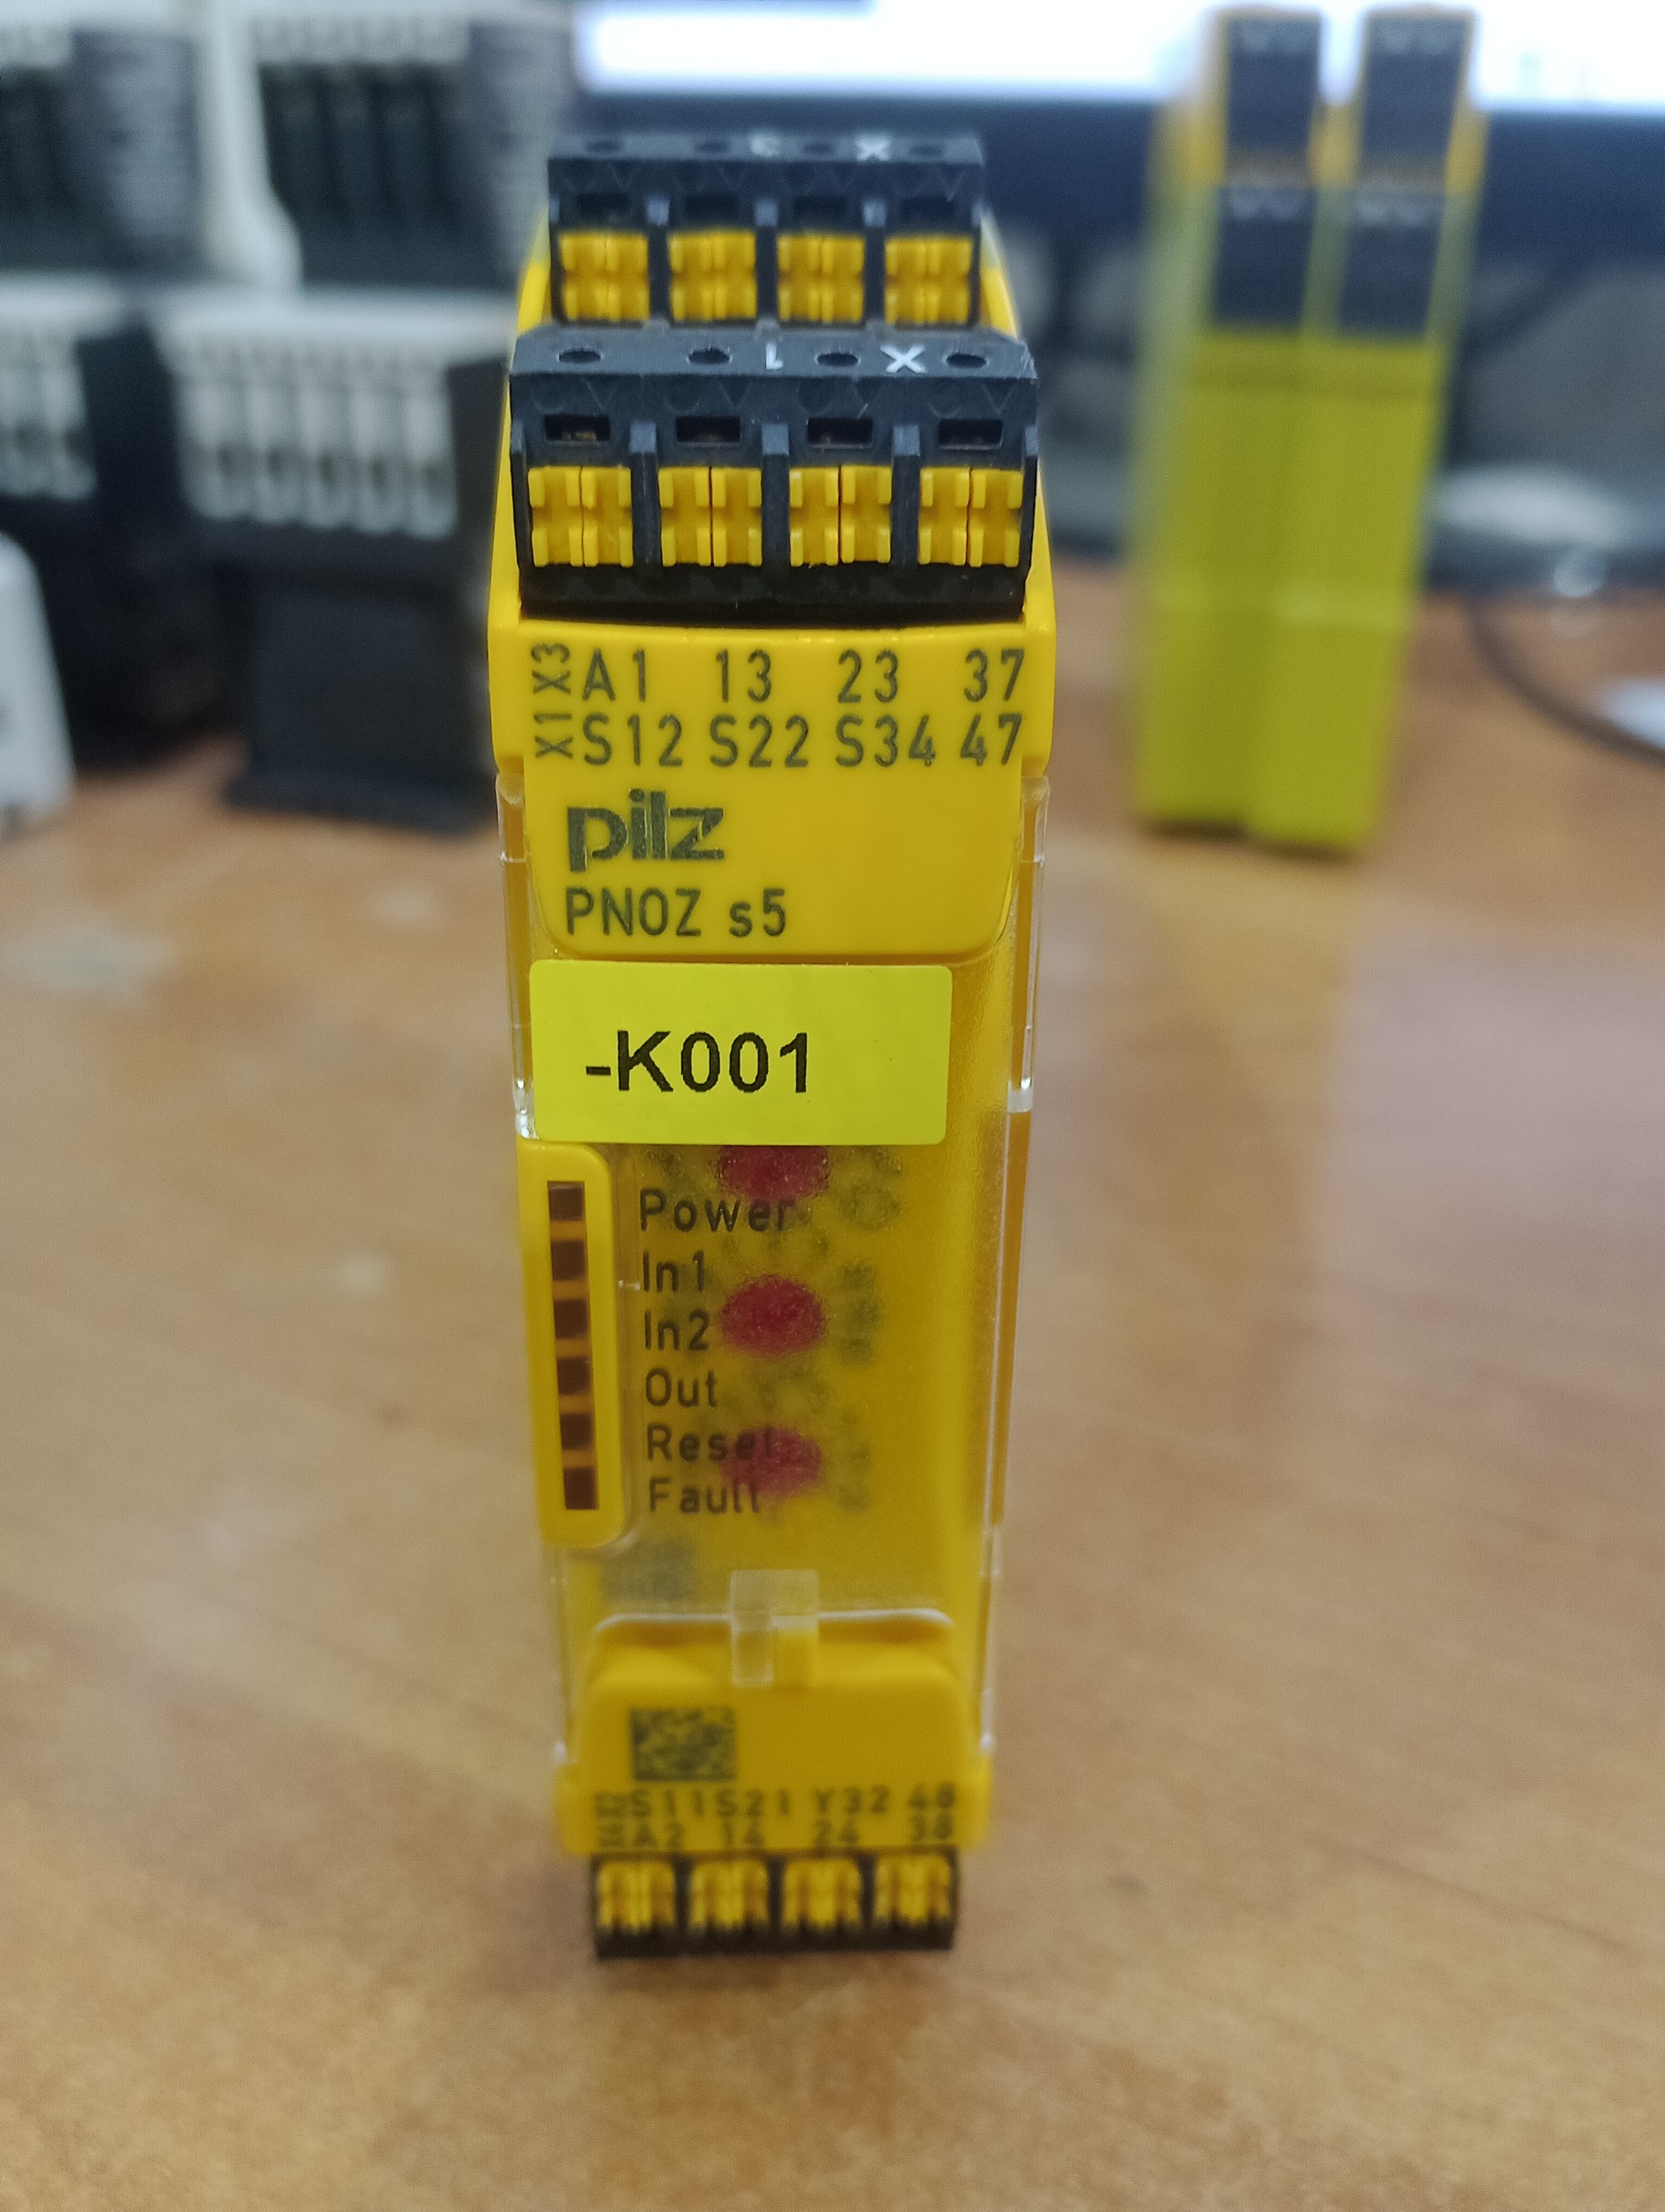 X
1 X
X3 A1 13 23 37
X1 S12 S22 S34 47
pilz
PNOZ s5
-K001
Power
In1
In2
Out
Reset
Fault
S11 S21 Y32 48
A2 14 24 38